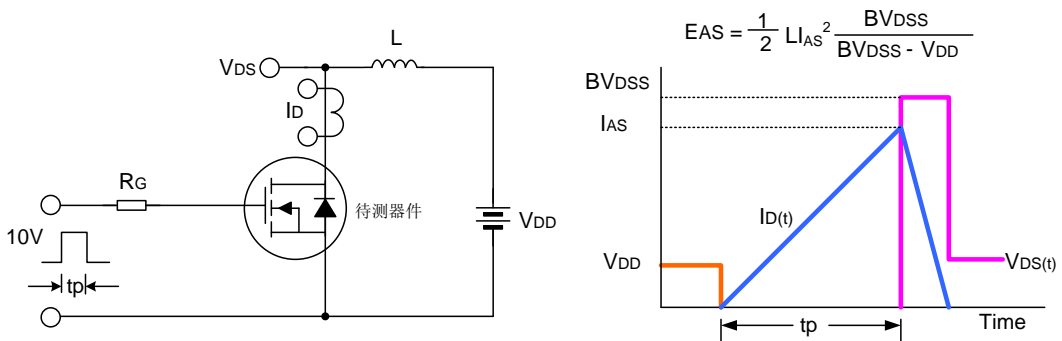 VDS
L
ID
RG
待测器件
VDD
10V
tp
EAS = 1/2 LIAS² BVDSS/BVDSS - VDD
BVDSS
IAS
ID(t)
VDD
VDS(t)
tp
Time